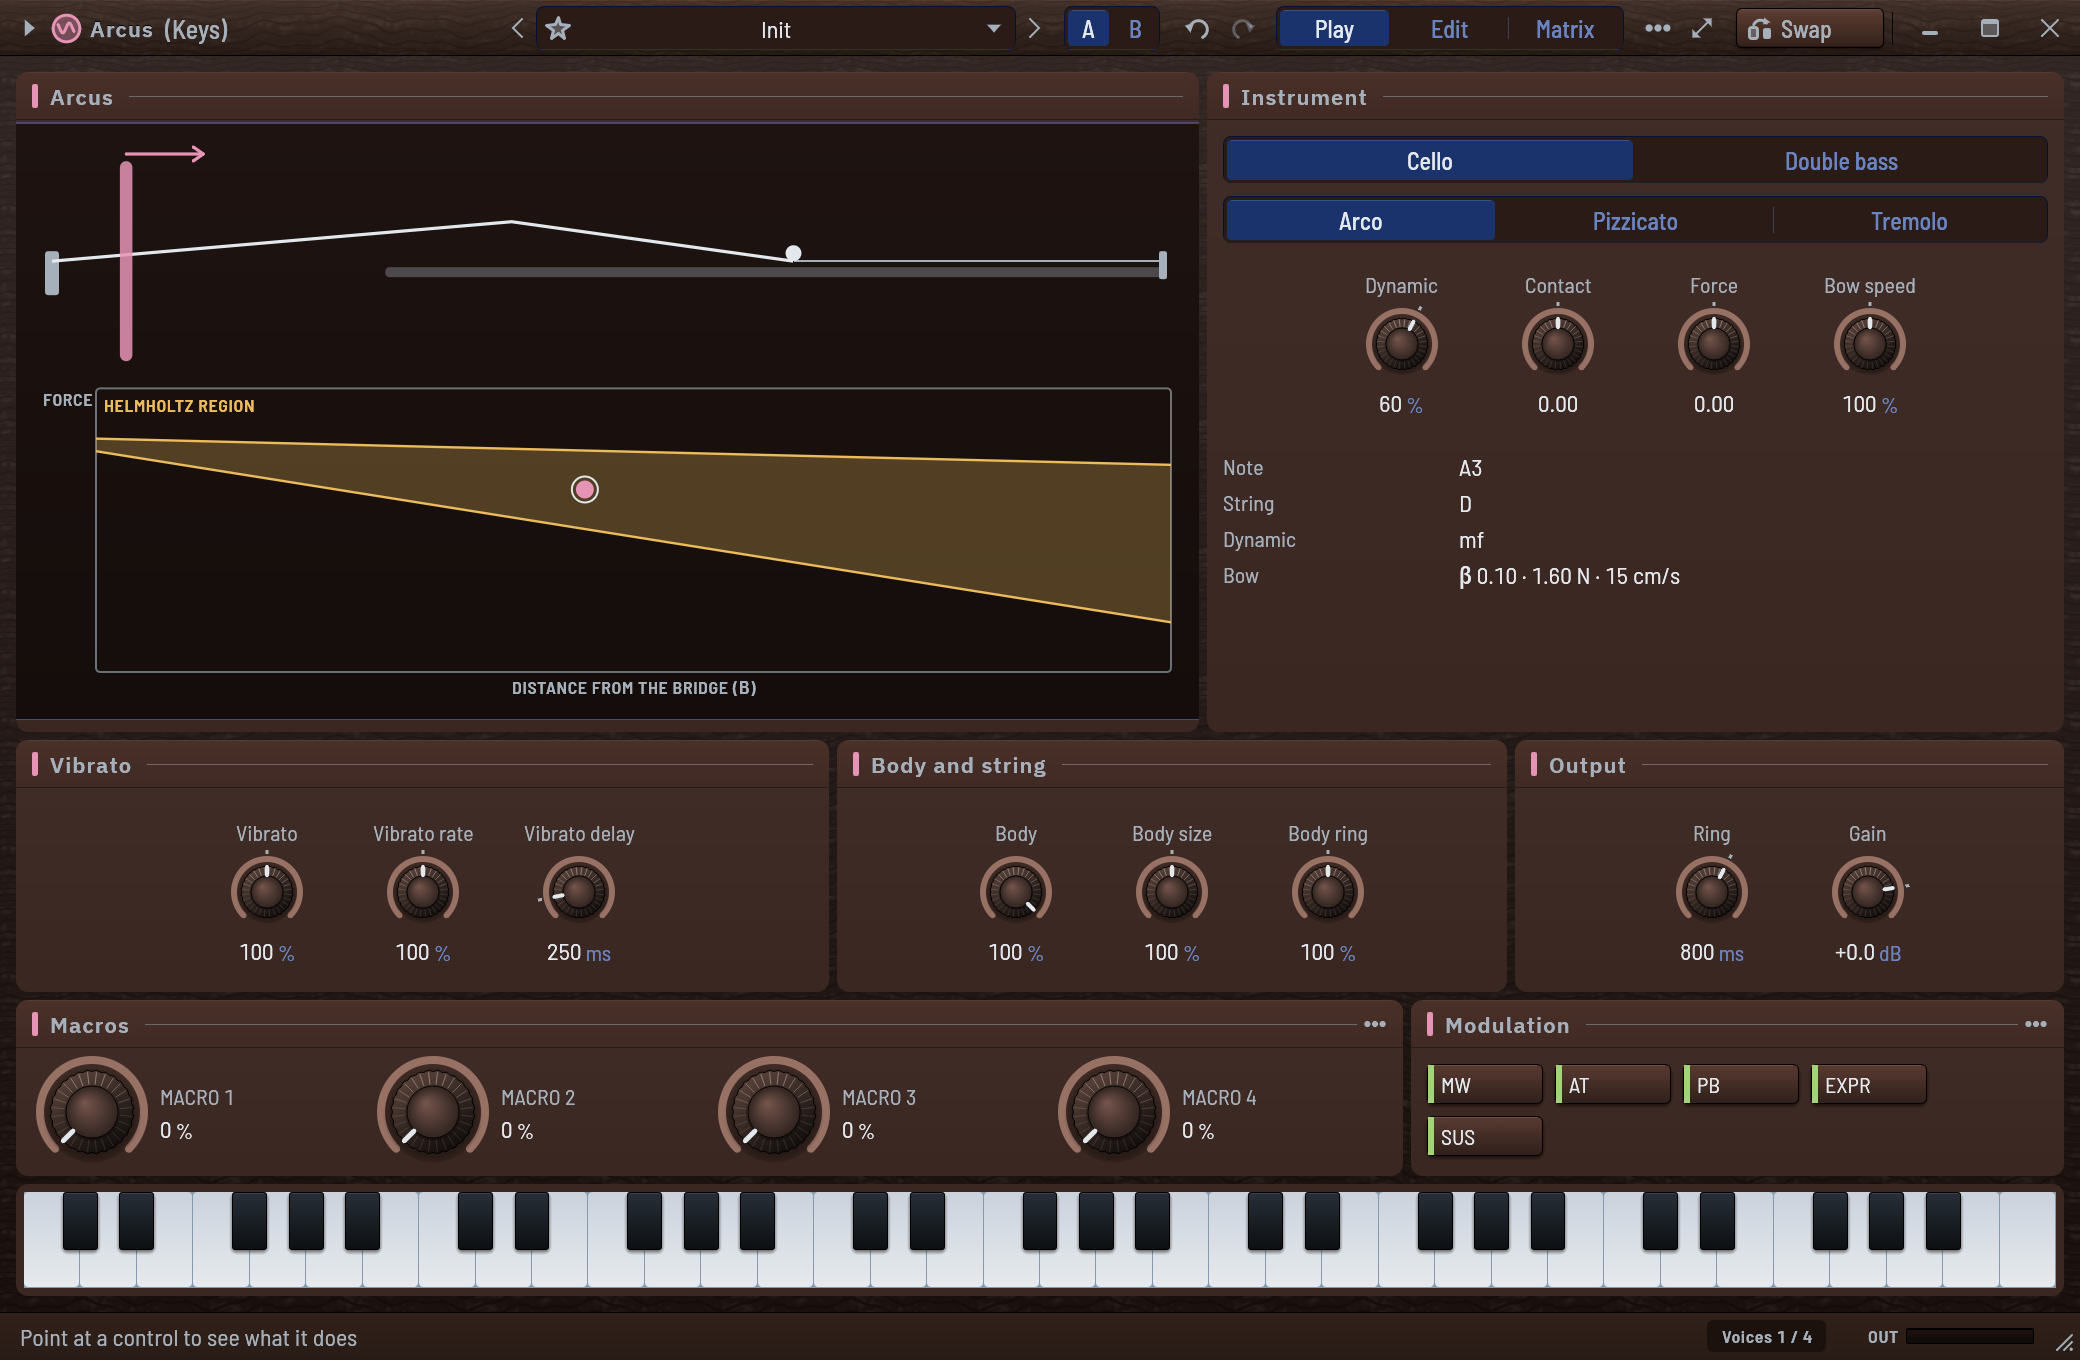 Arcus (Keys)
Init
A
B
Play
Edit
Matrix
Swap
Arcus
FORCE
HELMHOLTZ REGION
DISTANCE FROM THE BRIDGE (B)
Instrument
Cello
Double bass
Arco
Pizzicato
Tremolo
Dynamic
Contact
Force
Bow speed
60 %
0.00
0.00
100 %
Note A3
String D
Dynamic mf
Bow β 0.10 · 1.60 N · 15 cm/s
Vibrato
Vibrato
Vibrato rate
Vibrato delay
100 %
100 %
250 ms
Body and string
Body
Body size
Body ring
100 %
100 %
100 %
Output
Ring
Gain
800 ms
+0.0 dB
Macros
MACRO 1
0 %
MACRO 2
0 %
MACRO 3
0 %
MACRO 4
0 %
Modulation
MW
AT
PB
EXPR
SUS
Point at a control to see what it does
Voices 1 / 4
OUT